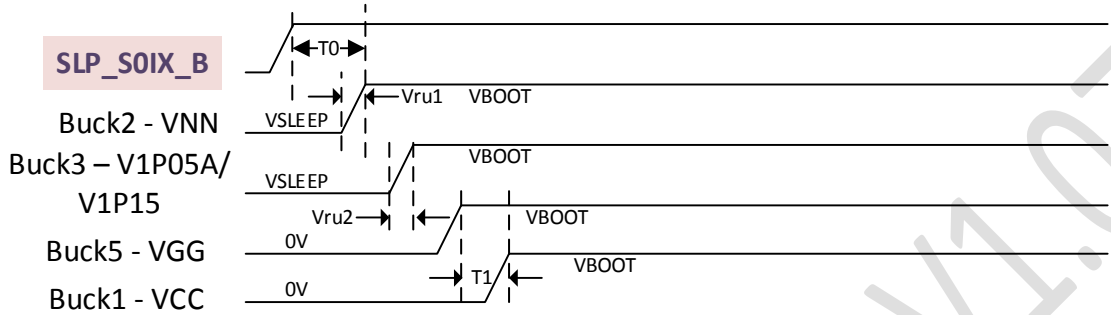 T0
SLP_S0IX_B
Vru1 VBOOT
Buck2 - VNN VSLEEP
VBOOT
Buck3 – V1P05A/
VSLEEP
V1P15
Vru2 VBOOT
Buck5 - VGG 0V
T1 VBOOT
Buck1 - VCC 0V